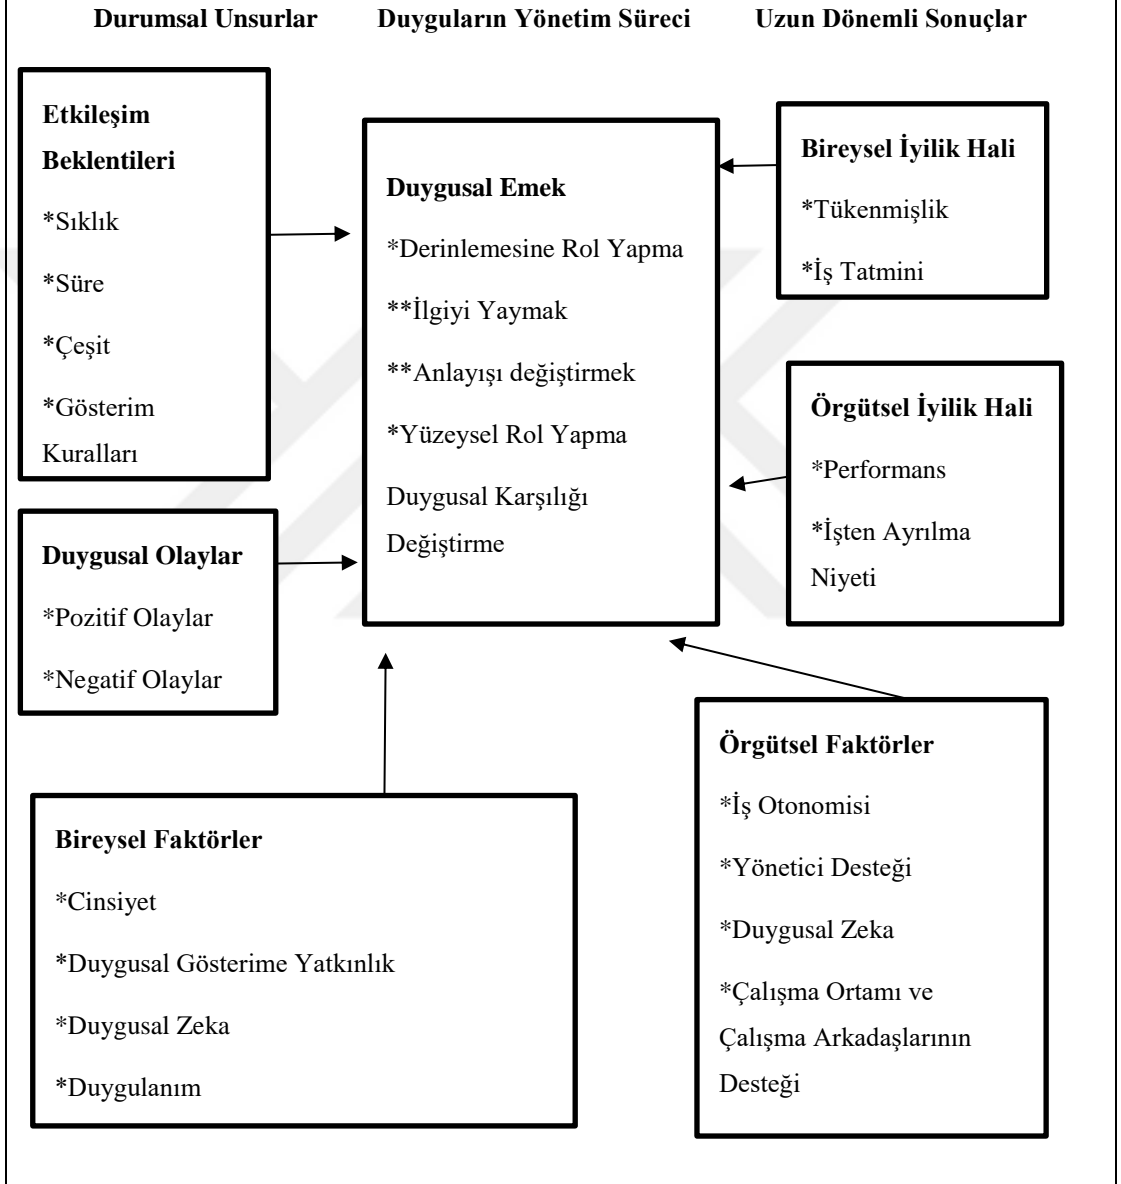 Durumsal Unsurlar Duyguların Yönetim Süreci Uzun Dönemli Sonuçlar
Etkileşim
Beklentileri
*Sıklık
*Süre
*Çeşit
*Gösterim
Kuralları
Duygusal Olaylar
*Pozitif Olaylar
*Negatif Olaylar
Duygusal Emek
*Derinlemesine Rol Yapma
**İlgiyi Yaymak
**Anlayışı değiştirmek
*Yüzeysel Rol Yapma
Duygusal Karşılığı
Değiştirme
Bireysel İyilik Hali
*Tükenmişlik
*İş Tatmini
Örgütsel İyilik Hali
*Performans
*İşten Ayrılma
Niyeti
Bireysel Faktörler
*Cinsiyet
*Duygusal Gösterime Yatkınlık
*Duygusal Zeka
*Duygulanım
Örgütsel Faktörler
*İş Otonomisi
*Yönetici Desteği
*Duygusal Zeka
*Çalışma Ortamı ve
Çalışma Arkadaşlarının
Desteği